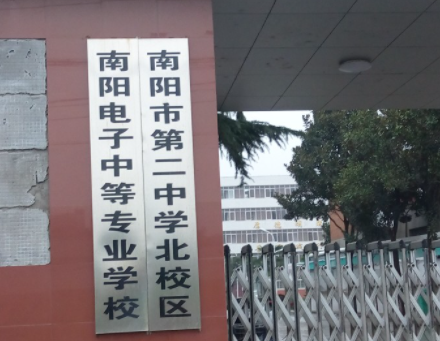 南阳市第二中学北校区
南阳电子中等专业学校